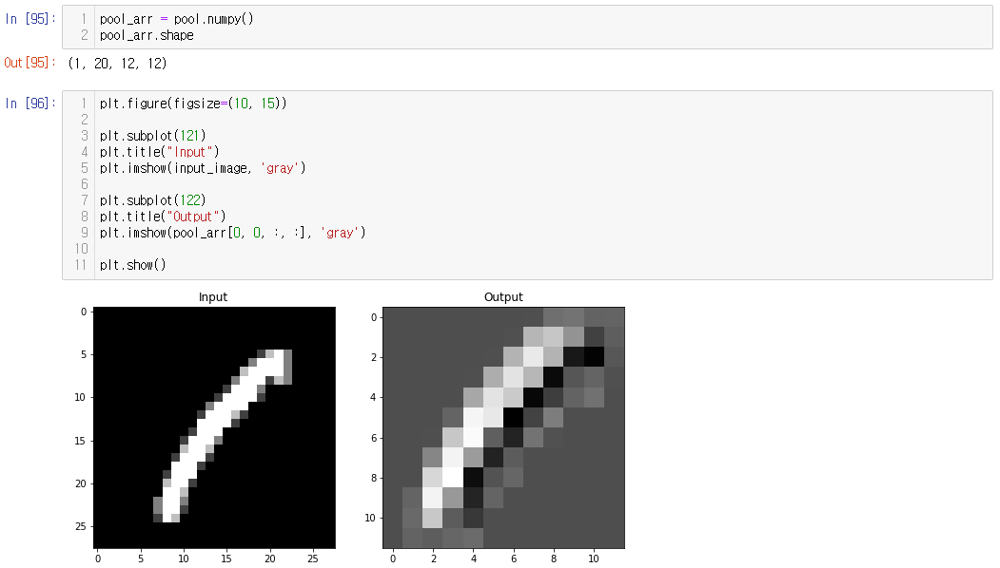 In [95]:
1 pool_arr = pool.numpy()
2 pool_arr.shape
Out[95]: (1, 20, 12, 12)
In [96]:
1 plt.figure(figsize=(10, 15))
2
3 plt.subplot(121)
4 plt.title("Input")
5 plt.imshow(input_image, 'gray')
6
7 plt.subplot(122)
8 plt.title("Output")
9 plt.imshow(pool_arr[0, 0, :, :], 'gray')
10
11 plt.show()
Input
0
5
10
15
20
25
0 5 10 15 20 25
Output
0
2
4
6
8
10
0 2 4 6 8 10